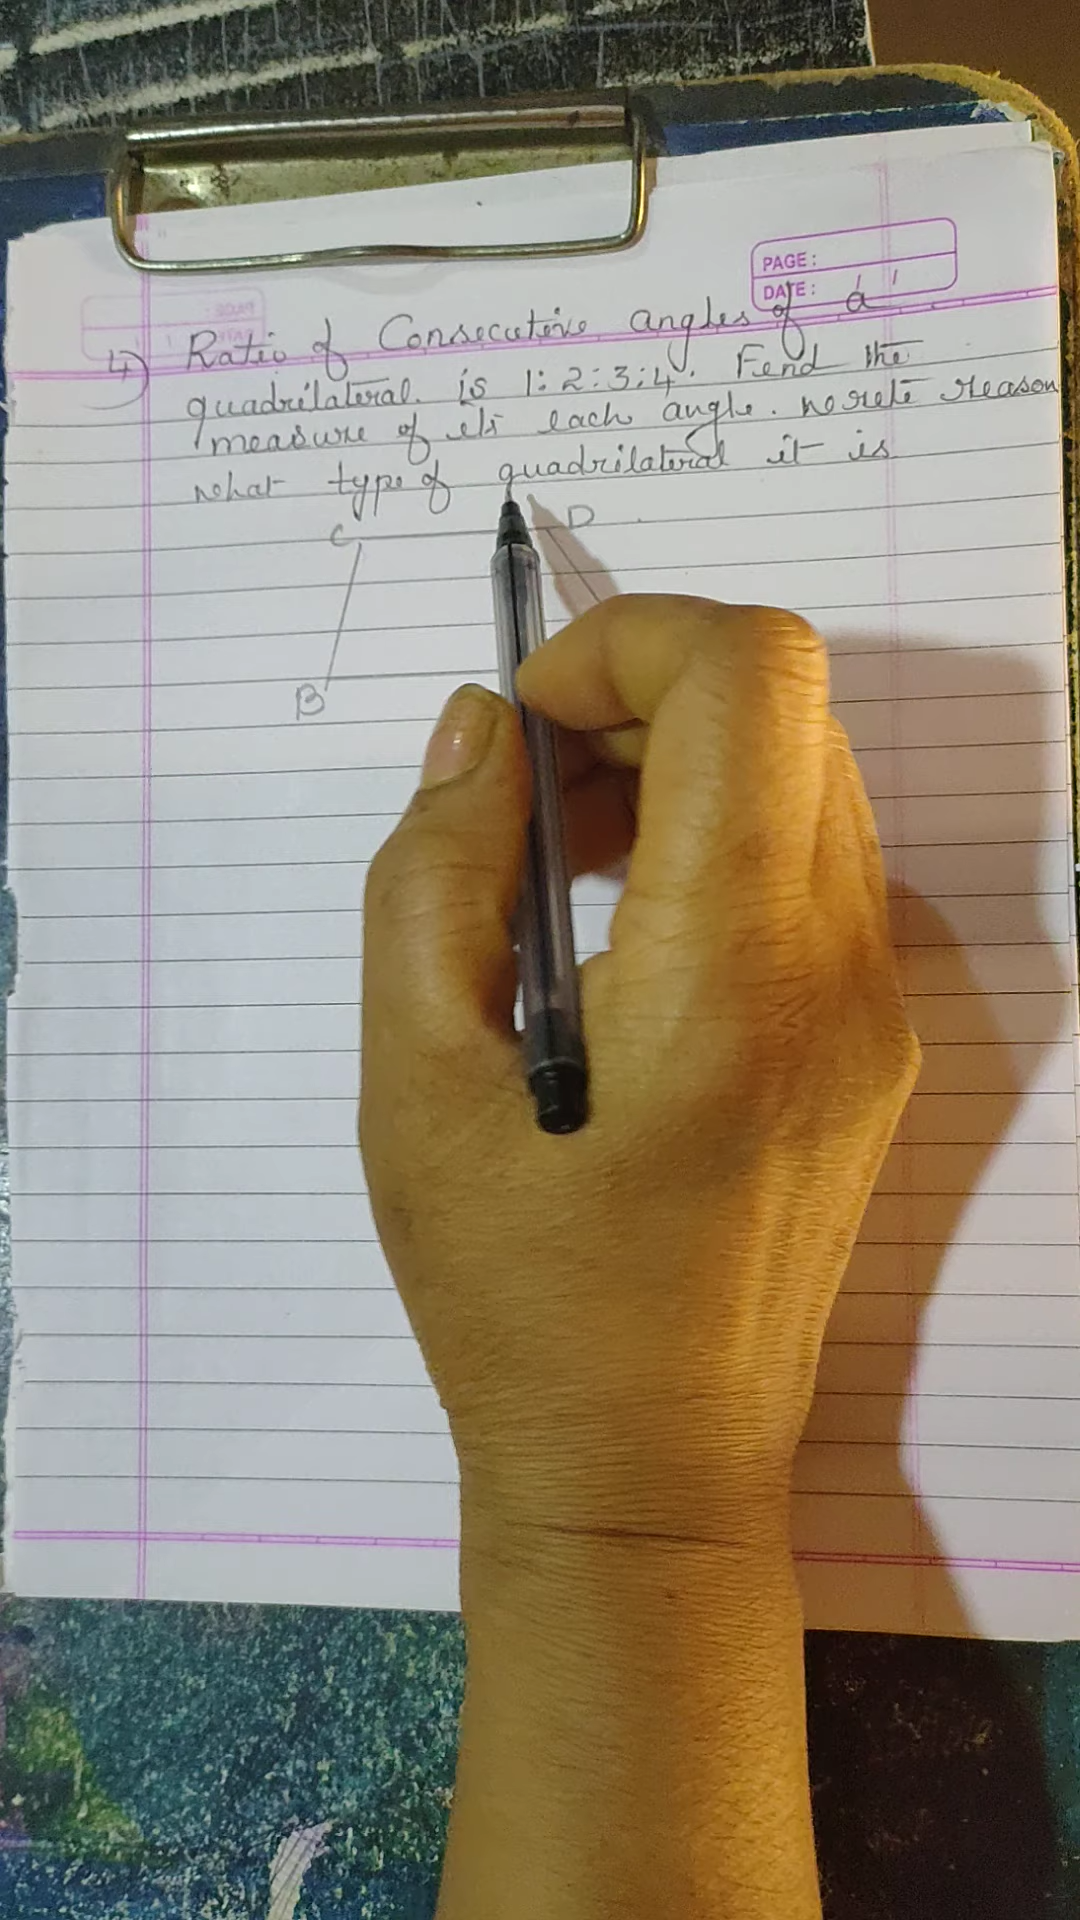 PAGE:
DATE:
4) Ratio of Consecutive angles of a
quadrilateral. is 1:2:3:4. Find the
measure of its each angle. write reason
what type of quadrilateral it is
C D
B